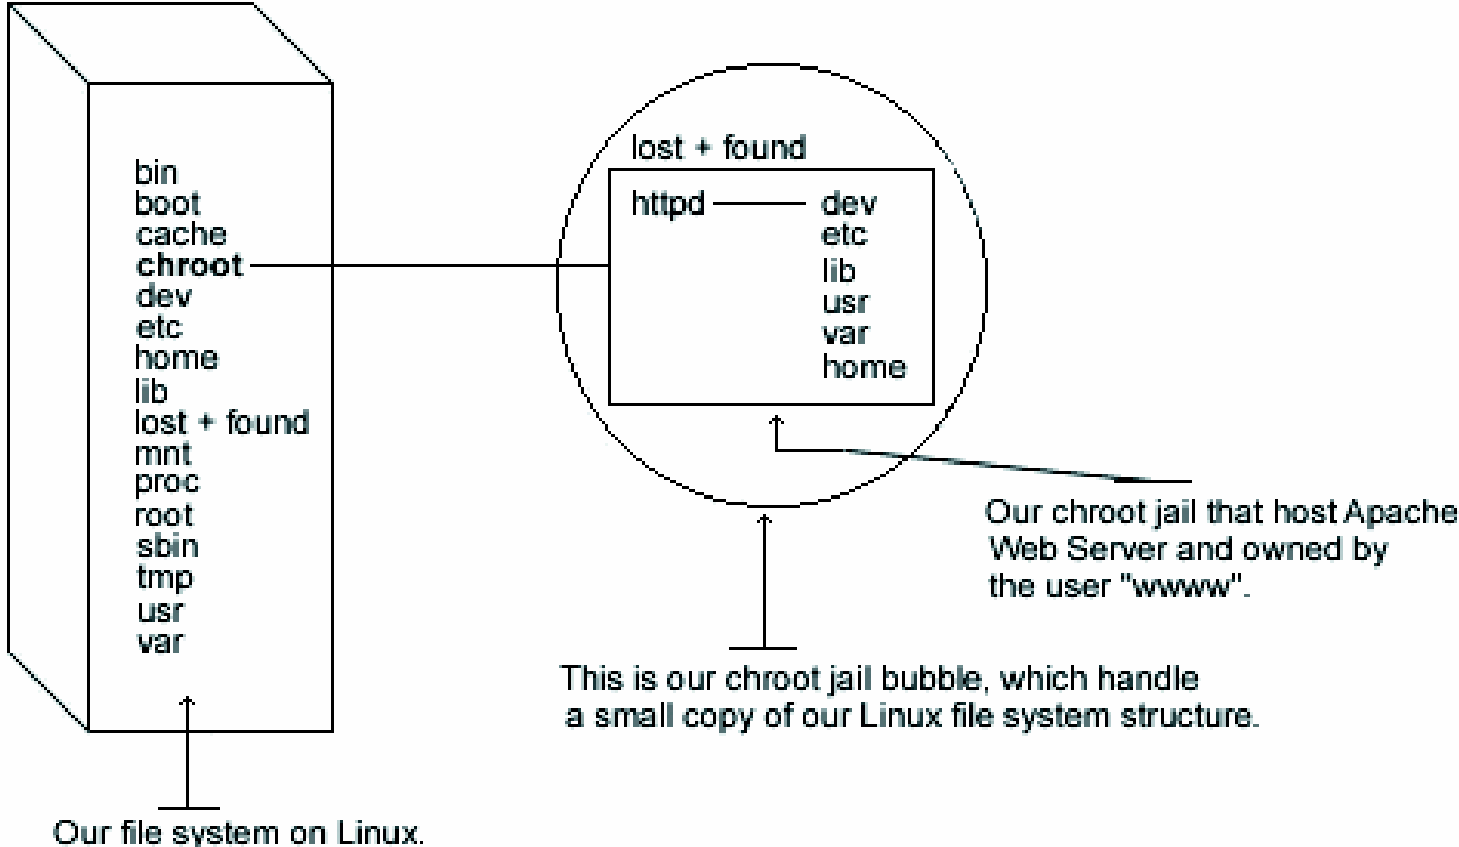 bin
boot
cache
chroot
dev
etc
home
lib
lost + found
mnt
proc
root
sbin
tmp
usr
var
Our file system on Linux.
lost + found
httpd dev
etc
lib
usr
var
home
Our chroot jail that host Apache
Web Server and owned by
the user "wwww".
This is our chroot jail bubble, which handle
a small copy of our Linux file system structure.